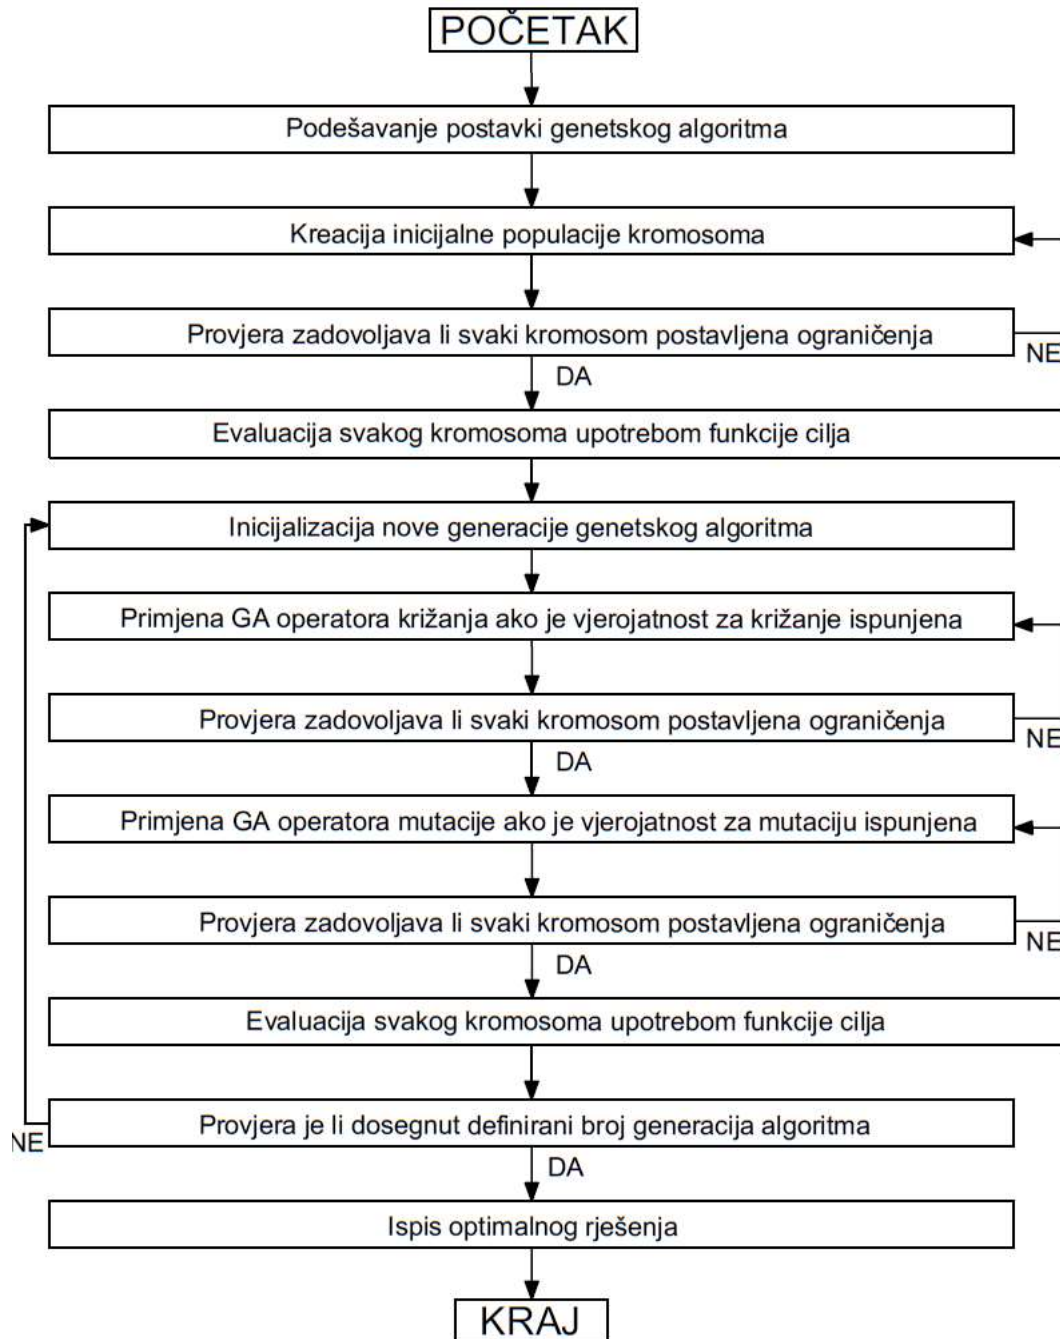 POČETAK
Podešavanje postavki genetskog algoritma
Kreacija inicijalne populacije kromosoma
Provjera zadovoljava li svaki kromosom postavljena ograničenja
NE
DA
Evaluacija svakog kromosoma upotrebom funkcije cilja
Inicijalizacija nove generacije genetskog algoritma
Primjena GA operatora križanja ako je vjerojatnost za križanje ispunjena
Provjera zadovoljava li svaki kromosom postavljena ograničenja
NE
DA
Primjena GA operatora mutacije ako je vjerojatnost za mutaciju ispunjena
Provjera zadovoljava li svaki kromosom postavljena ograničenja
NE
DA
Evaluacija svakog kromosoma upotrebom funkcije cilja
Provjera je li dosegnut definirani broj generacija algoritma
NE
DA
Ispis optimalnog rješenja
KRAJ